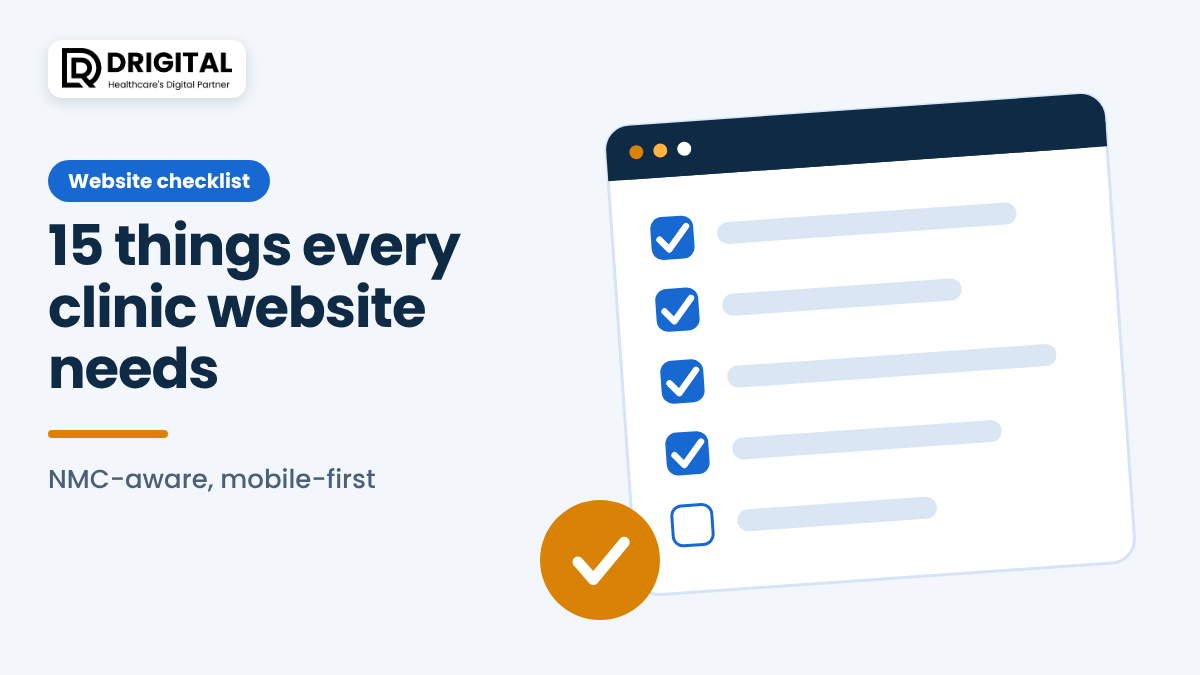 DRIGITAL
Healthcare's Digital Partner
Website checklist
15 things every
clinic website
needs
NMC-aware, mobile-first